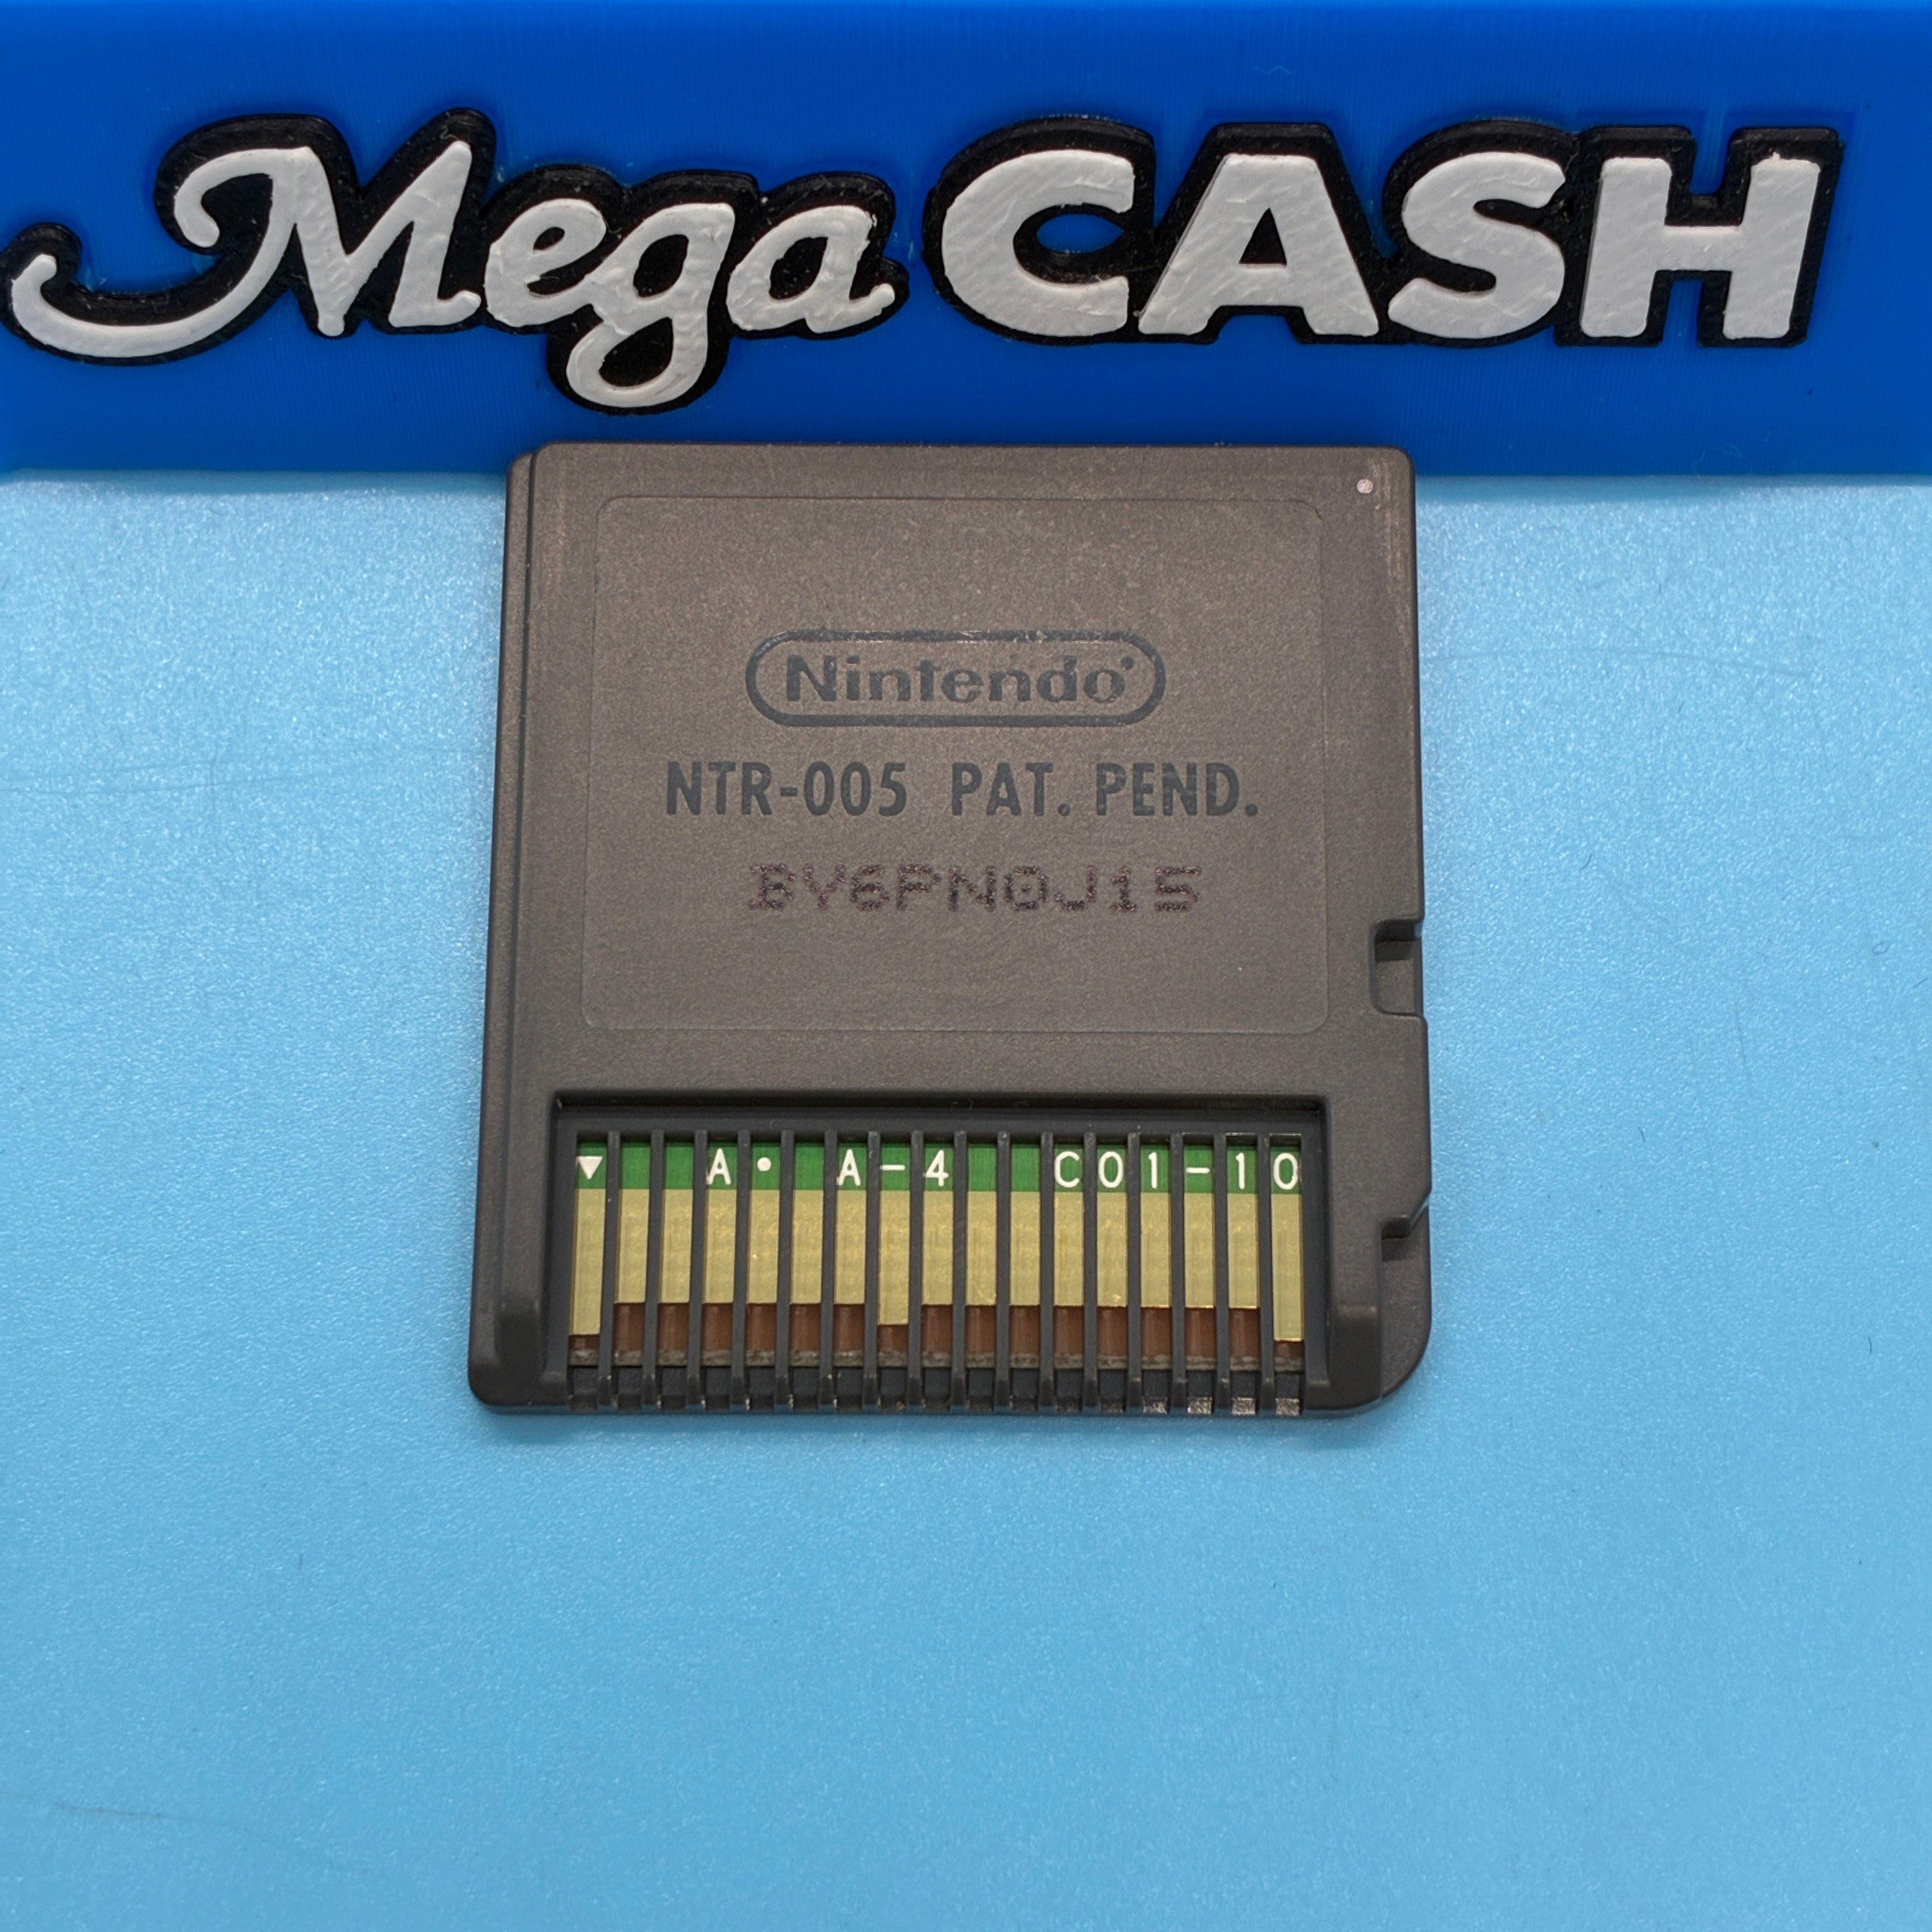 Mega CASH
Nintendo
NTR-005 PAT. PEND.
BY6PN0J15
▼ A• A-4 C01-10